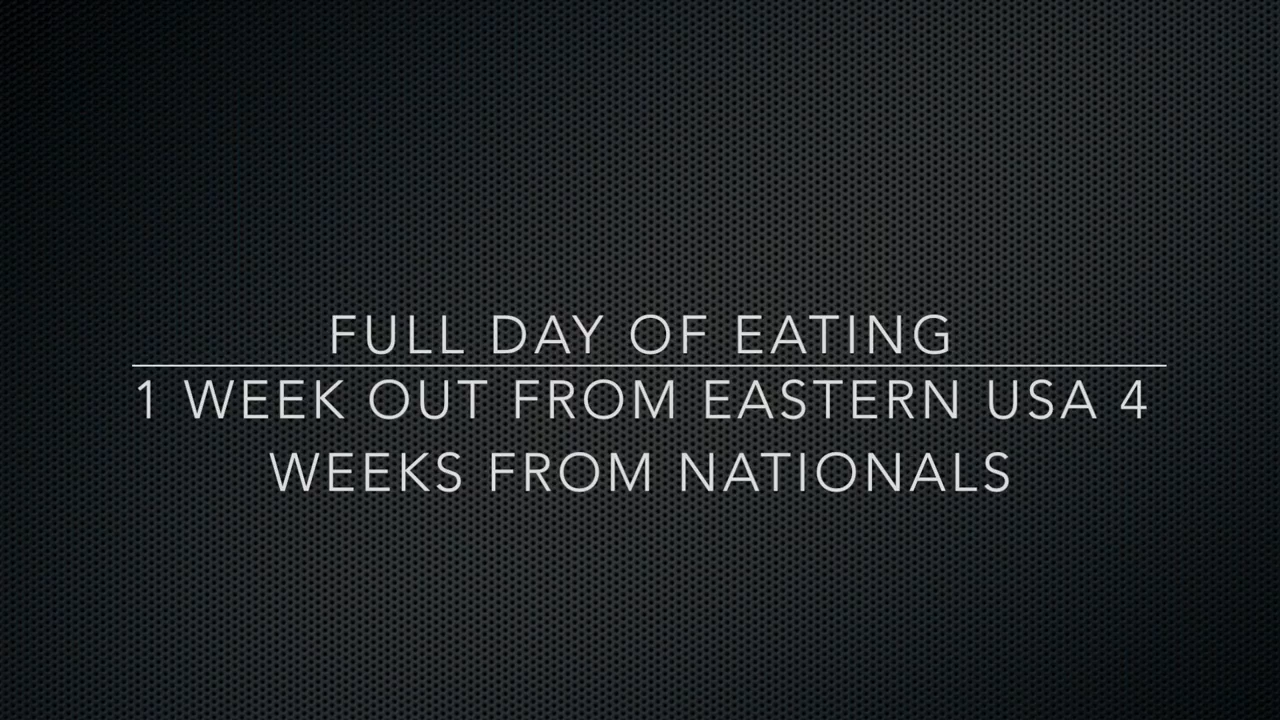 FULL DAY OF EATING
1 WEEK OUT FROM EASTERN USA 4
WEEKS FROM NATIONALS